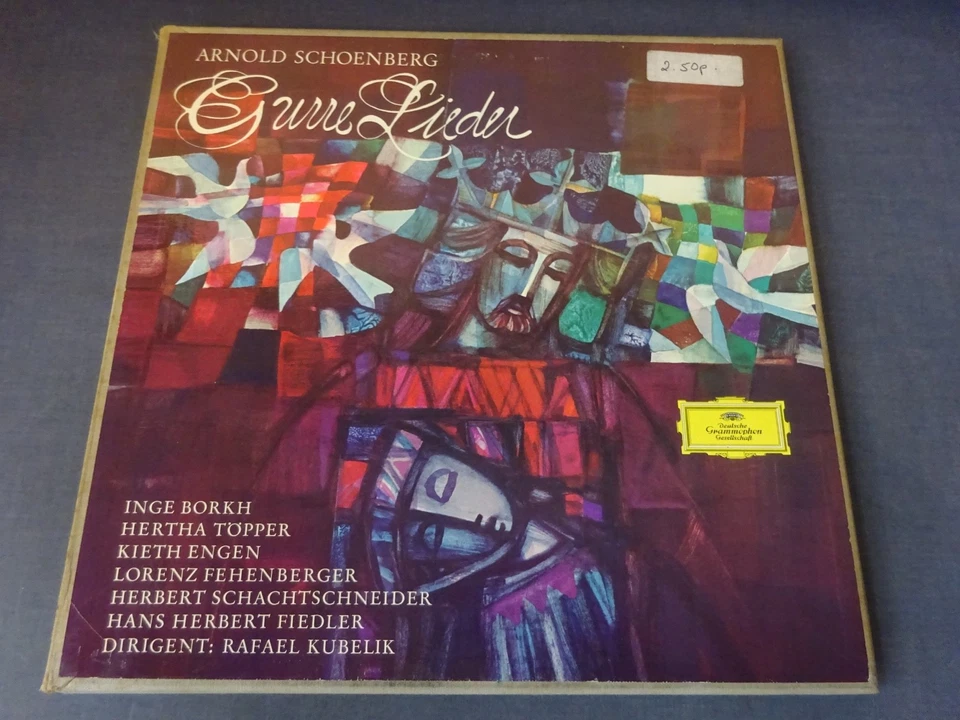 ARNOLD SCHOENBERG
2.50p.
Gurre Lieder
Deutsche
Grammophon
Gesellschaft
INGE BORKH
HERTHA TÖPPER
KIETH ENGEN
LORENZ FEHENBERGER
HERBERT SCHACHTSCHNEIDER
HANS HERBERT FIEDLER
DIRIGENT: RAFAEL KUBELIK